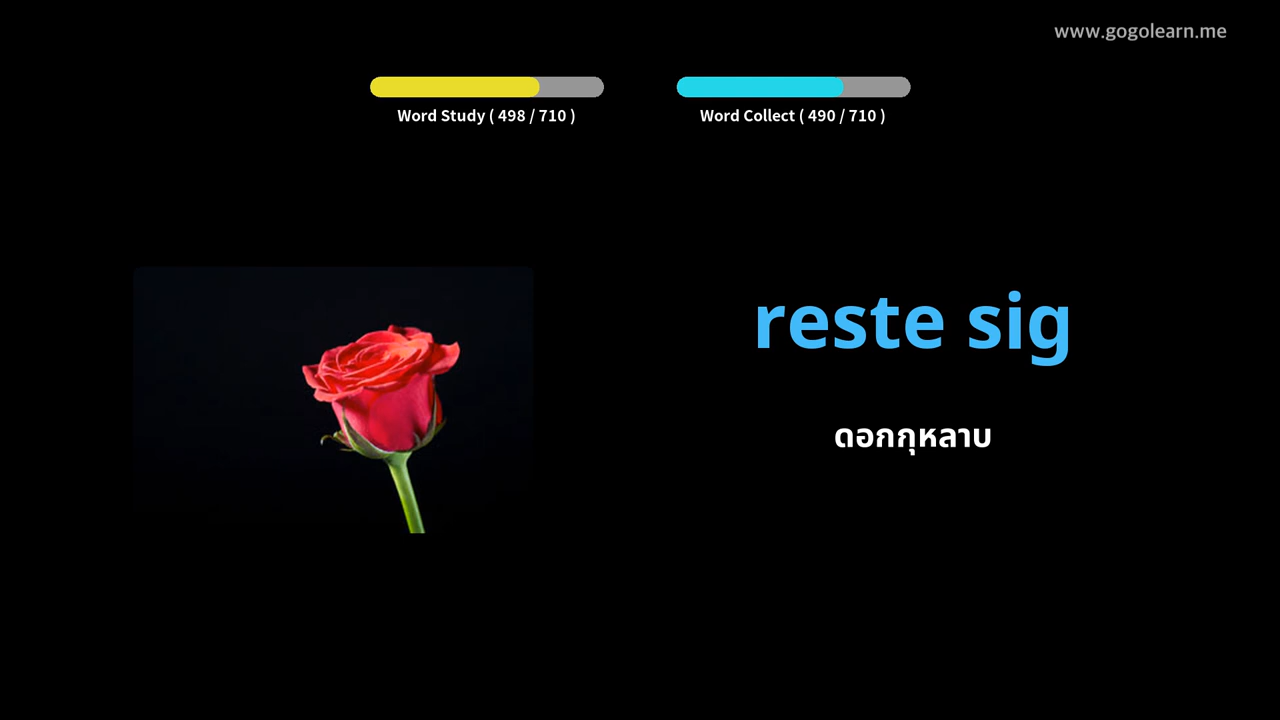 www.gogolearn.me
Word Study ( 498 / 710 )
Word Collect ( 490 / 710 )
reste sig
ดอกกุหลาบ